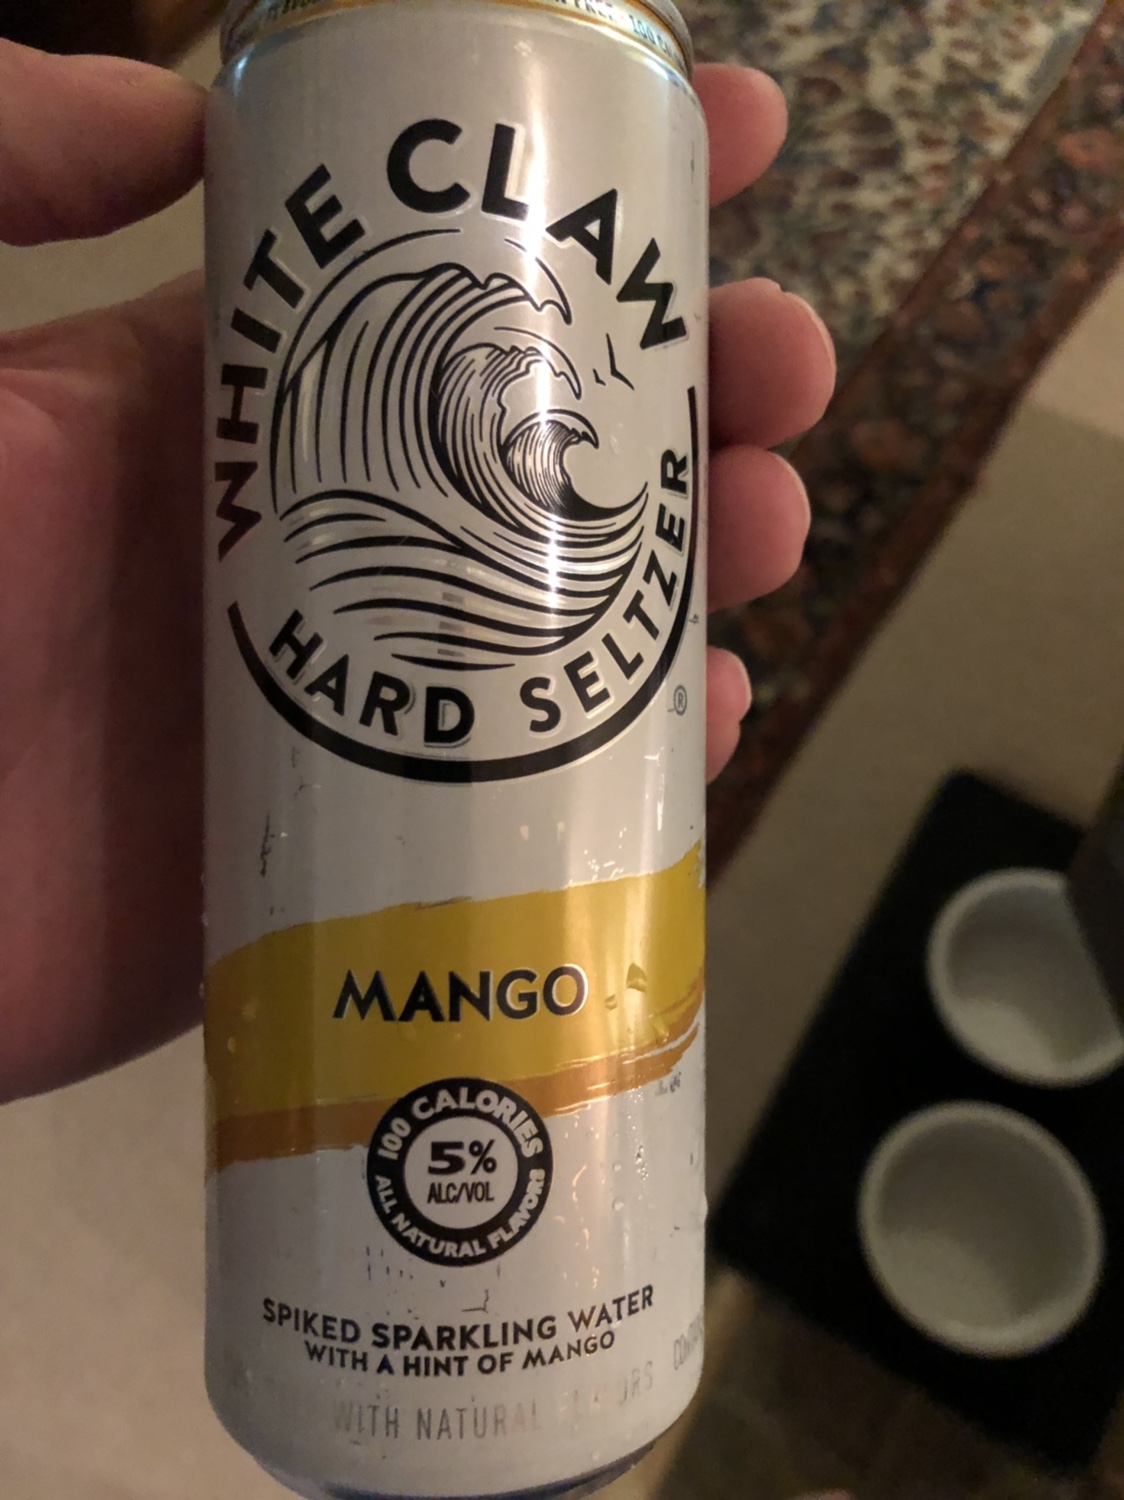 100
WHITE CLAW
HARD SELTZER
®
MANGO
100 CALORIES
5%
ALC/VOL
ALL NATURAL FLAVORS
SPIKED SPARKLING WATER
WITH A HINT OF MANGO
WITH NATURAL